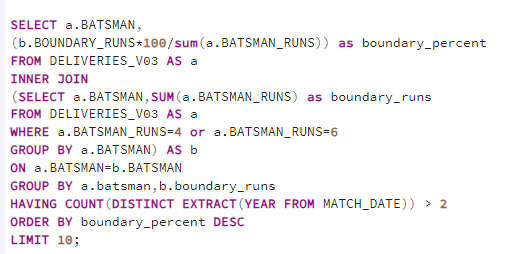 SELECT a.BATSMAN,
(b.BOUNDARY_RUNS*100/sum(a.BATSMAN_RUNS)) as boundary_percent
FROM DELIVERIES_V03 AS a
INNER JOIN
(SELECT a.BATSMAN,SUM(a.BATSMAN_RUNS) as boundary_runs
FROM DELIVERIES_V03 AS a
WHERE a.BATSMAN_RUNS=4 or a.BATSMAN_RUNS=6
GROUP BY a.BATSMAN) AS b
ON a.BATSMAN=b.BATSMAN
GROUP BY a.batsman,b.boundary_runs
HAVING COUNT(DISTINCT EXTRACT(YEAR FROM MATCH_DATE)) > 2
ORDER BY boundary_percent DESC
LIMIT 10;